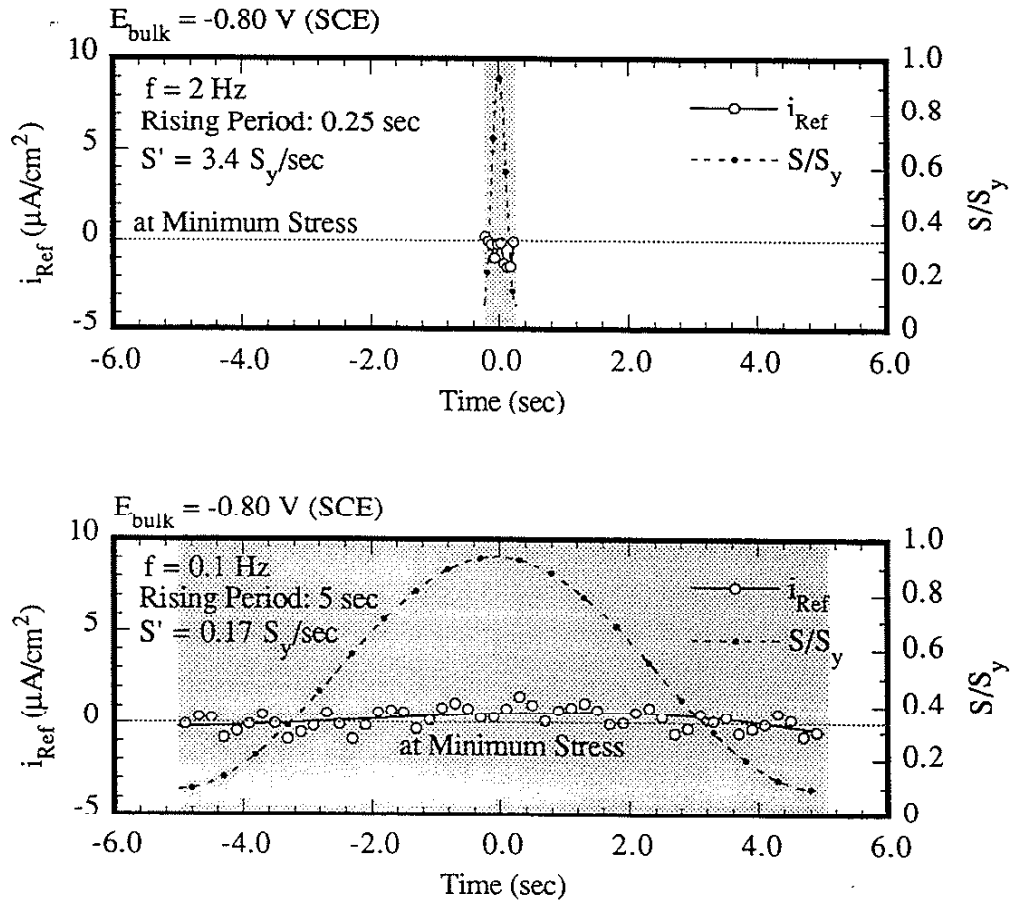 E_bulk = -0.80 V (SCE)
10
5
0
-5
i_Ref (μA/cm²)
f = 2 Hz
Rising Period: 0.25 sec
S' = 3.4 S_y/sec
at Minimum Stress
i_Ref
S/S_y
1.0
0.8
0.6
0.4
0.2
0
S/S_y
-6.0 -4.0 -2.0 0.0 2.0 4.0 6.0
Time (sec)
E_bulk = -0.80 V (SCE)
10
5
0
-5
i_Ref (μA/cm²)
f = 0.1 Hz
Rising Period: 5 sec
S' = 0.17 S_y/sec
at Minimum Stress
i_Ref
S/S_y
1.0
0.8
0.6
0.4
0.2
0
S/S_y
-6.0 -4.0 -2.0 0.0 2.0 4.0 6.0
Time (sec)